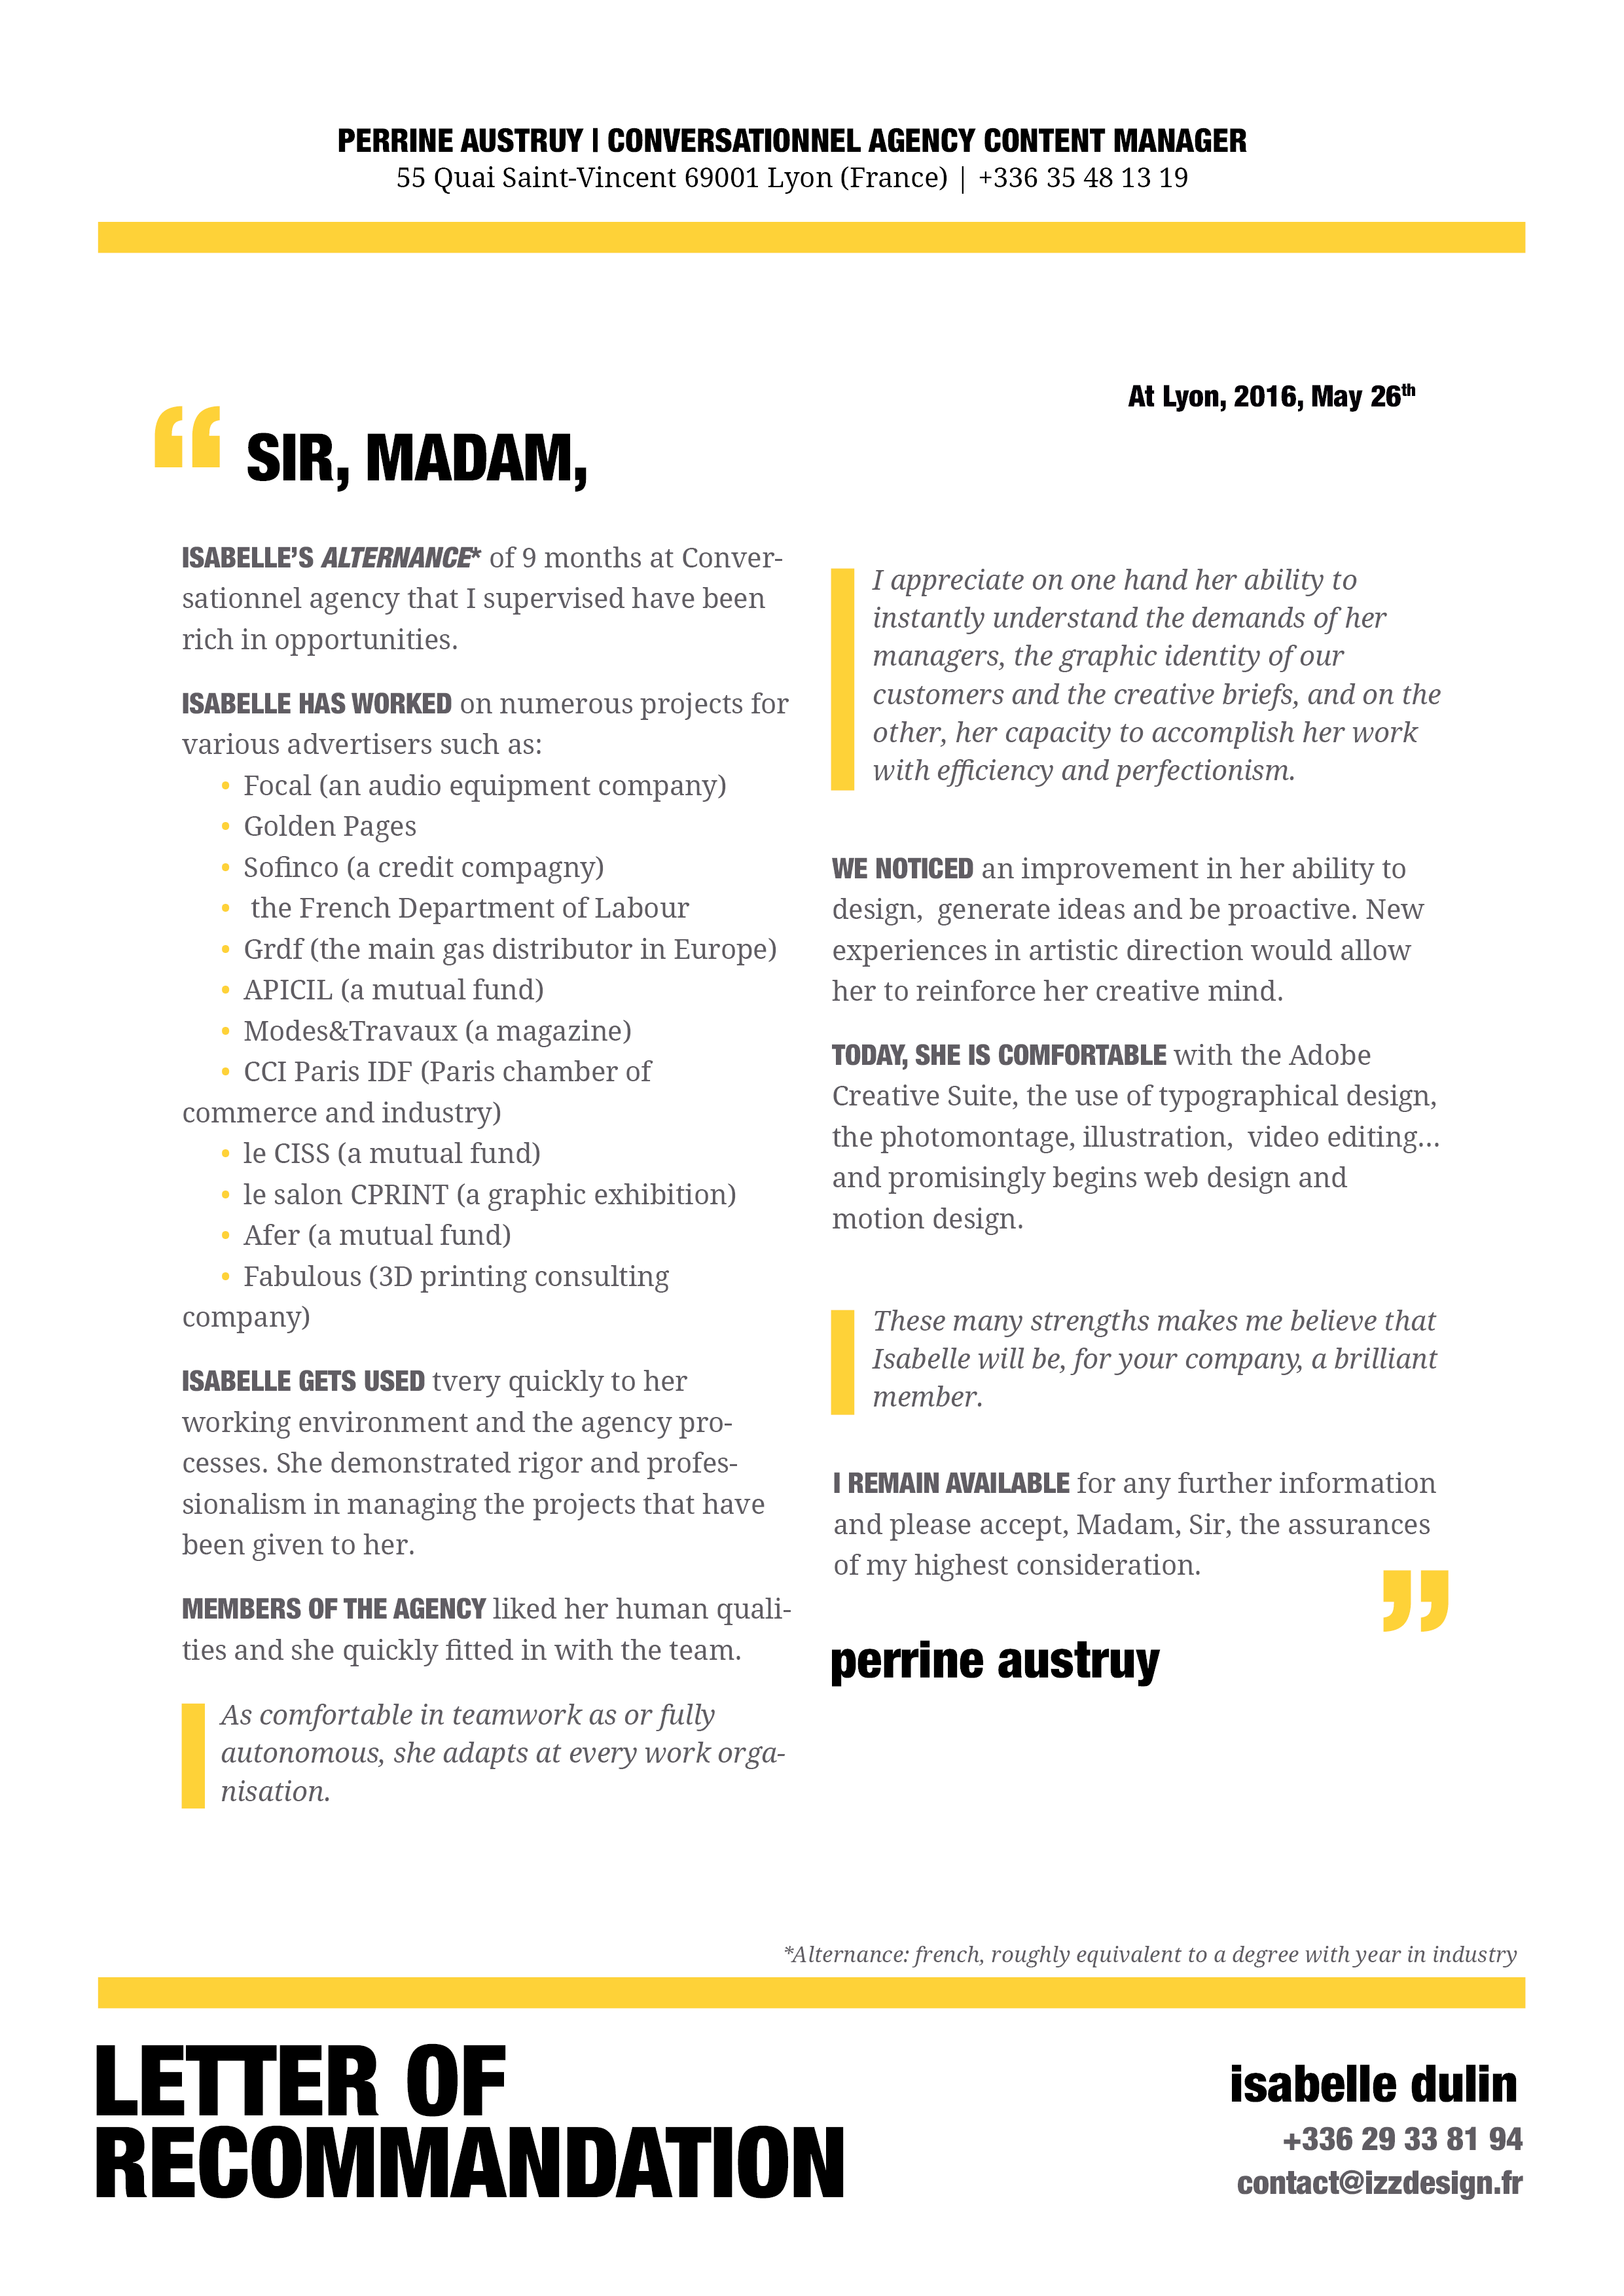 PERRINE AUSTRUY | CONVERSATIONNEL AGENCY CONTENT MANAGER
55 Quai Saint-Vincent 69001 Lyon (France) | +336 35 48 13 19
At Lyon, 2016, May 26th
“ SIR, MADAM,
ISABELLE’S ALTERNANCE* of 9 months at Conver-
sationnel agency that I supervised have been
rich in opportunities.
ISABELLE HAS WORKED on numerous projects for
various advertisers such as:
• Focal (an audio equipment company)
• Golden Pages
• Sofinco (a credit compagny)
• the French Department of Labour
• Grdf (the main gas distributor in Europe)
• APICIL (a mutual fund)
• Modes&Travaux (a magazine)
• CCI Paris IDF (Paris chamber of
commerce and industry)
• le CISS (a mutual fund)
• le salon CPRINT (a graphic exhibition)
• Afer (a mutual fund)
• Fabulous (3D printing consulting
company)
ISABELLE GETS USED tvery quickly to her
working environment and the agency pro-
cesses. She demonstrated rigor and profes-
sionalism in managing the projects that have
been given to her.
MEMBERS OF THE AGENCY liked her human quali-
ties and she quickly fitted in with the team.
As comfortable in teamwork as or fully
autonomous, she adapts at every work orga-
nisation.
I appreciate on one hand her ability to
instantly understand the demands of her
managers, the graphic identity of our
customers and the creative briefs, and on the
other, her capacity to accomplish her work
with efficiency and perfectionism.
WE NOTICED an improvement in her ability to
design,  generate ideas and be proactive. New
experiences in artistic direction would allow
her to reinforce her creative mind.
TODAY, SHE IS COMFORTABLE with the Adobe
Creative Suite, the use of typographical design,
the photomontage, illustration,  video editing...
and promisingly begins web design and
motion design.
These many strengths makes me believe that
Isabelle will be, for your company, a brilliant
member.
I REMAIN AVAILABLE for any further information
and please accept, Madam, Sir, the assurances
of my highest consideration.
”
perrine austruy
*Alternance: french, roughly equivalent to a degree with year in industry
LETTER OF
RECOMMANDATION
isabelle dulin
+336 29 33 81 94
contact@izzdesign.fr